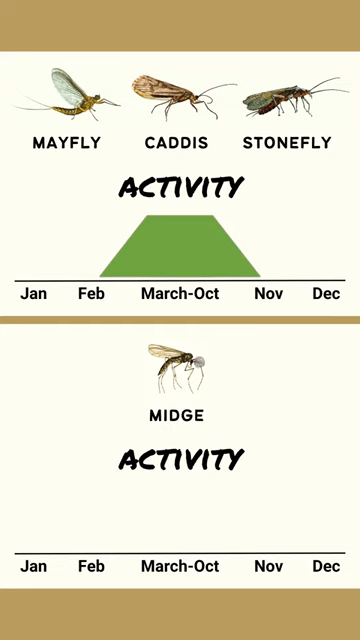 MAYFLY CADDIS STONEFLY
ACTIVITY
Jan Feb March-Oct Nov Dec
MIDGE
ACTIVITY
Jan Feb March-Oct Nov Dec